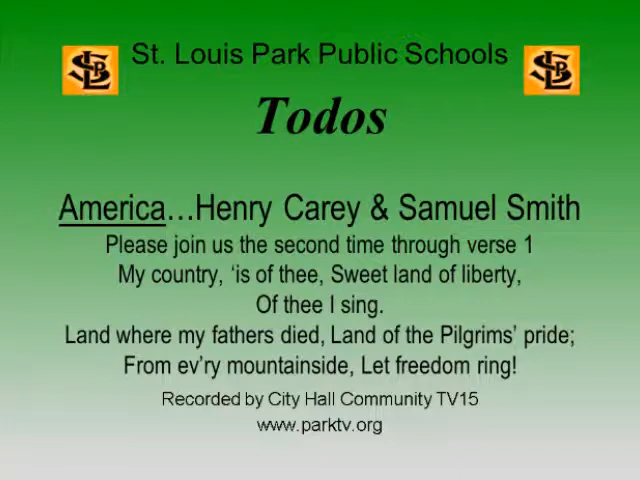 St. Louis Park Public Schools
Todos
America…Henry Carey & Samuel Smith
Please join us the second time through verse 1
My country, ‘is of thee, Sweet land of liberty,
Of thee I sing.
Land where my fathers died, Land of the Pilgrims’ pride;
From ev’ry mountainside, Let freedom ring!
Recorded by City Hall Community TV15
www.parktv.org